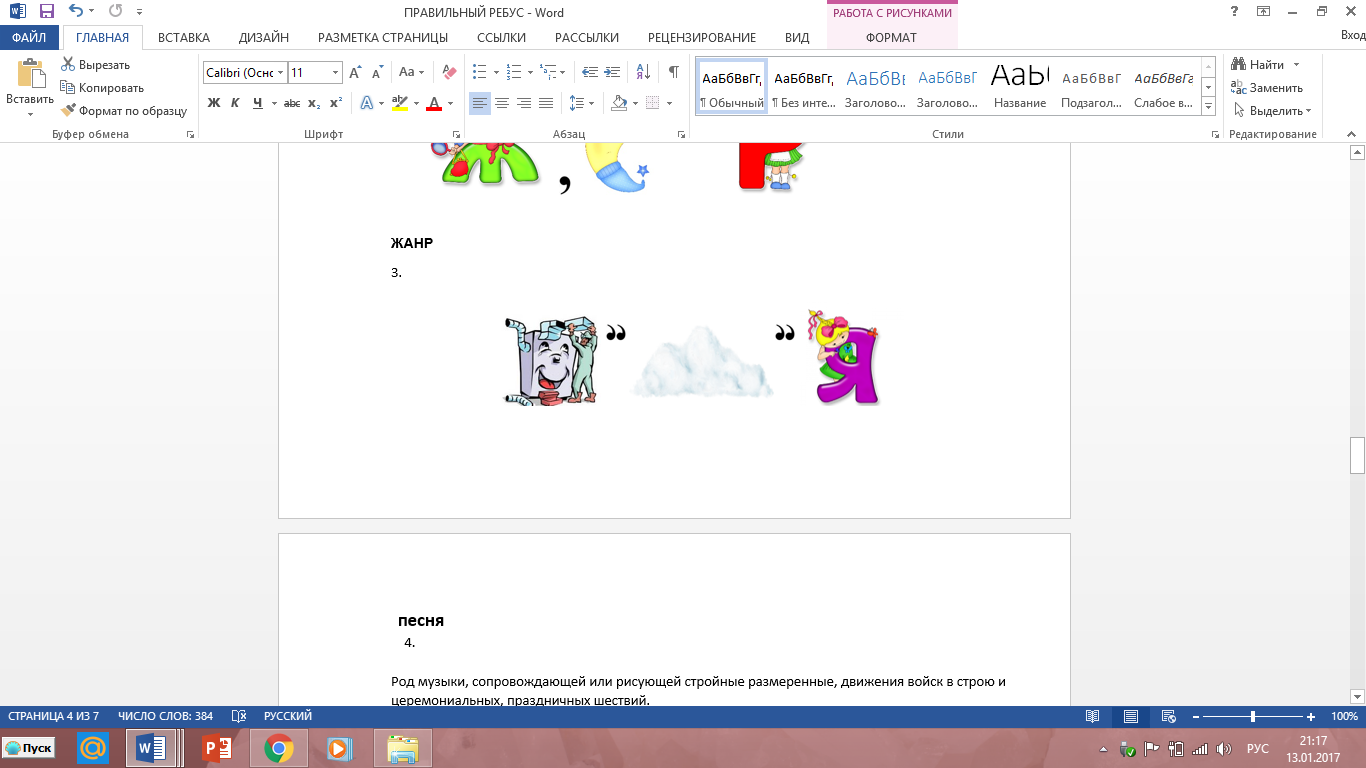 ПРАВИЛЬНЫЙ РЕБУС - Word
РАБОТА С РИСУНКАМИ
Вход
ФАЙЛ ГЛАВНАЯ ВСТАВКА ДИЗАЙН РАЗМЕТКА СТРАНИЦЫ ССЫЛКИ РАССЫЛКИ РЕЦЕНЗИРОВАНИЕ ВИД ФОРМАТ
Вставить
Вырезать
Копировать
Формат по образцу
Буфер обмена
Calibri (Оснс 11
Aa
Ж К Ч abc x₂ x²
Шрифт
Абзац
АаБбВвГг, АаБбВвГг, АаБбВв АаБбВвГ АаЫ АаБбВвГ АаБбВвГг
¶ Обычный ¶ Без инте... Заголово... Заголово... Название Подзагол... Слабое в...
Стили
Найти
Заменить
Выделить
Редактирование
,
Р
ЖАНР
3.
” ” Я
песня
4.
Род музыки, сопровождающей или рисующей стройные размеренные, движения войск в строю и
церемониальных, праздничных шествий.
СТРАНИЦА 4 ИЗ 7 ЧИСЛО СЛОВ: 384 РУССКИЙ 100%
Пуск
РУС
21:17
13.01.2017